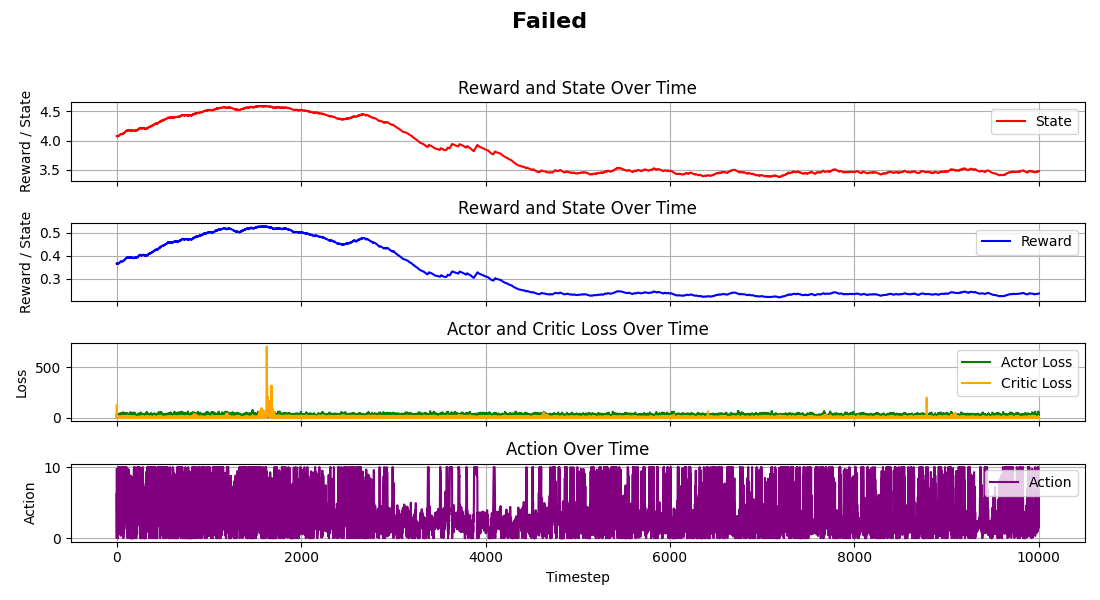 Failed
Reward and State Over Time
Reward / State
4.5
4.0
3.5
State
Reward and State Over Time
Reward / State
0.5
0.4
0.3
Reward
Actor and Critic Loss Over Time
Loss
500
0
Actor Loss
Critic Loss
Action Over Time
Action
10
0
Action
0
2000
4000
6000
8000
10000
Timestep